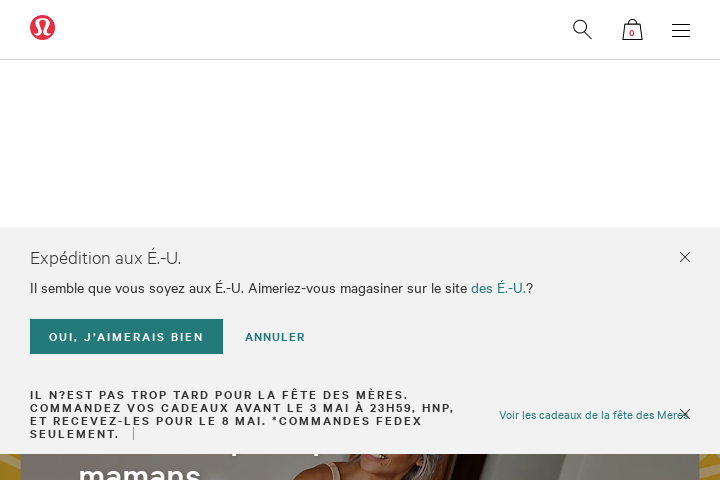 0
Expédition aux É.-U.
Il semble que vous soyez aux É.-U. Aimeriez-vous magasiner sur le site des É.-U.?
OUI, J'AIMERAIS BIEN
ANNULER
IL N?EST PAS TROP TARD POUR LA FÊTE DES MÈRES.
COMMANDEZ VOS CADEAUX AVANT LE 3 MAI À 23H59, HNP,
ET RECEVEZ-LES POUR LE 8 MAI. *COMMANDES FEDEX
SEULEMENT.
Voir les cadeaux de la fête des Mères
mamans